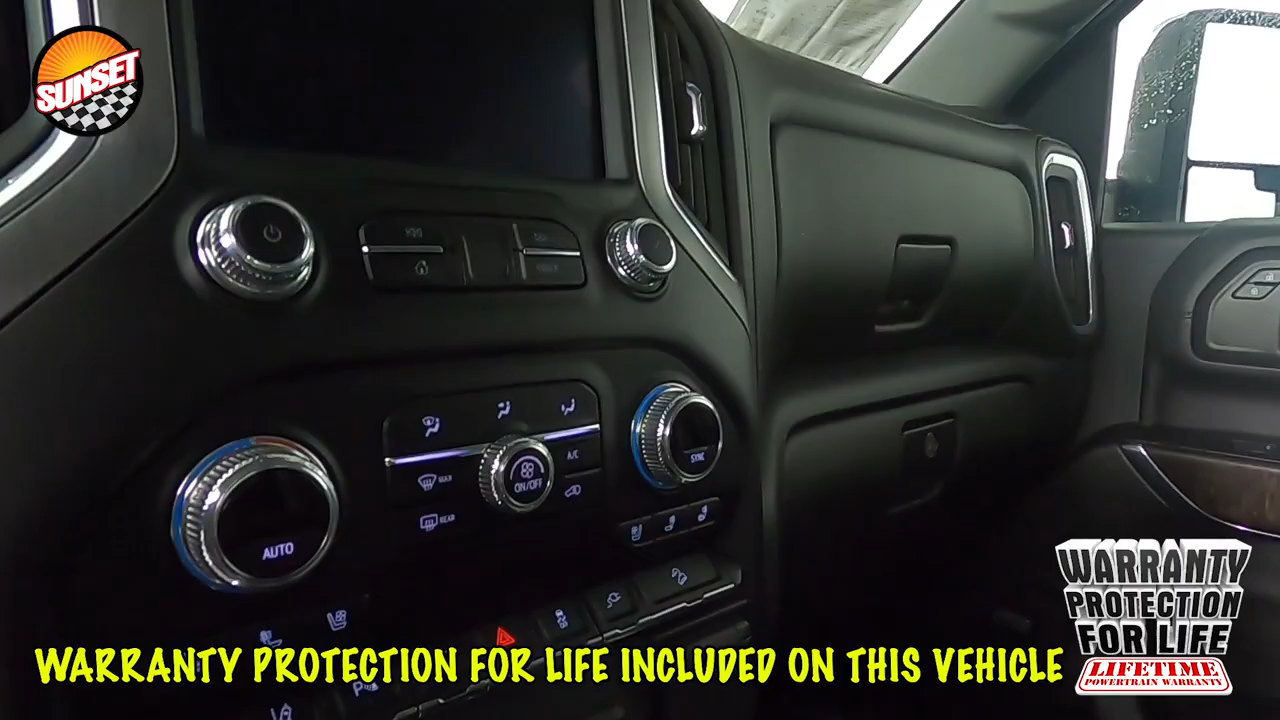 SUNSET
MAX
A/C
ON/OFF
SYNC
REAR
AUTO
WARRANTY PROTECTION FOR LIFE INCLUDED ON THIS VEHICLE
WARRANTY
PROTECTION
FOR LIFE
LIFETIME
POWERTRAIN WARRANTY